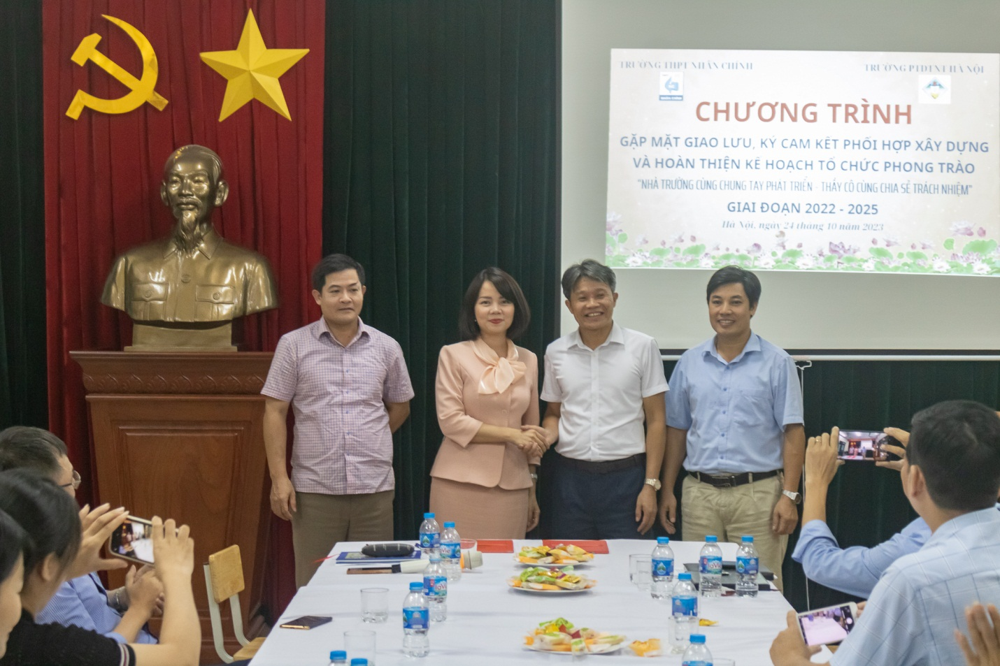 TRƯỜNG THPT NHÂN CHÍNH
TRƯỜNG PTDTNT HÀ NỘI
CHƯƠNG TRÌNH
GẶP MẶT GIAO LƯU, KÝ CAM KẾT PHỐI HỢP XÂY DỰNG
VÀ HOÀN THIỆN KẾ HOẠCH TỔ CHỨC PHONG TRÀO
"NHÀ TRƯỜNG CÙNG CHUNG TAY PHÁT TRIỂN - THẦY CÔ CÙNG CHIA SẺ TRÁCH NHIỆM"
GIAI ĐOẠN 2022 - 2025
Hà Nội, ngày 24 tháng 10 năm 2023